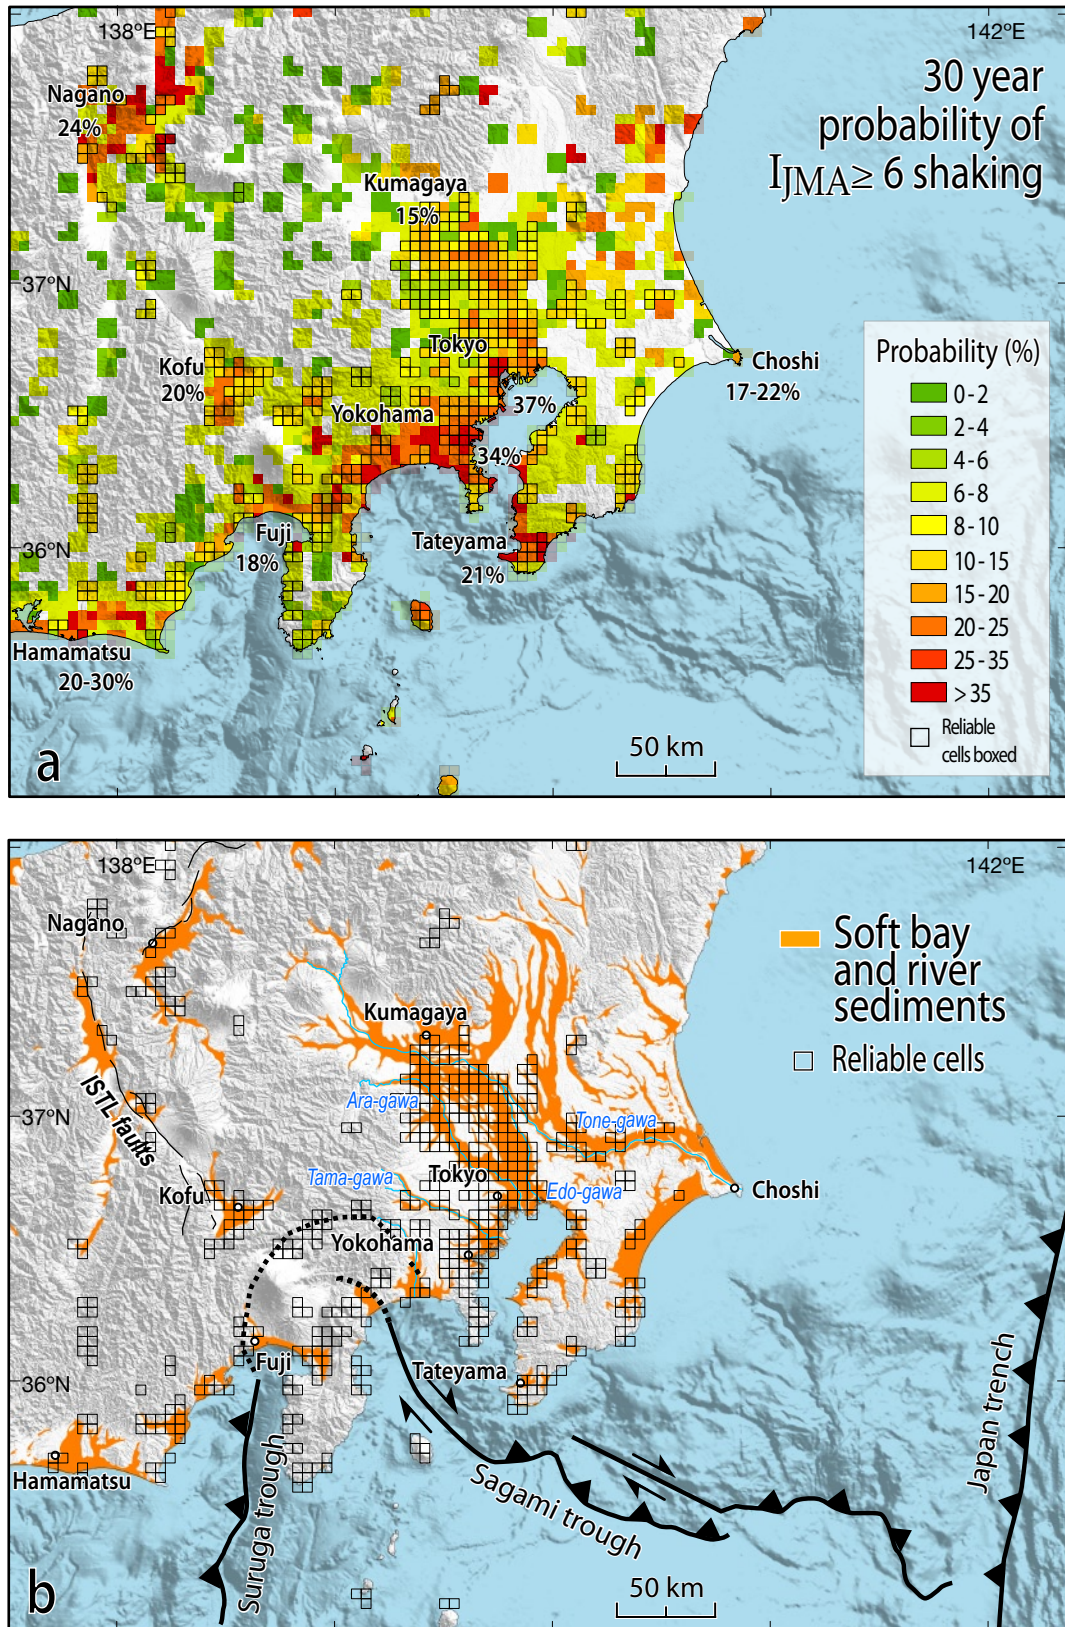 138°E
142°E
30 year
probability of
IJMA≥ 6 shaking
Nagano
24%
Kumagaya
15%
37°N
Tokyo
Kofu
20%
Choshi
17-22%
37%
Yokohama
34%
36°N
Fuji
18%
Tateyama
21%
Hamamatsu
20-30%
Probability (%)
0-2
2-4
4-6
6-8
8-10
10-15
15-20
20-25
25-35
>35
Reliable
cells boxed
50 km
a
138°E
142°E
Soft bay
and river
sediments
Reliable cells
Nagano
Kumagaya
ISTL faults
Ara-gawa
Tone-gawa
37°N
Tama-gawa
Tokyo
Edo-gawa
Kofu
Choshi
Yokohama
Fuji
Tateyama
36°N
Hamamatsu
Suruga trough
Sagami trough
Japan trench
50 km
b